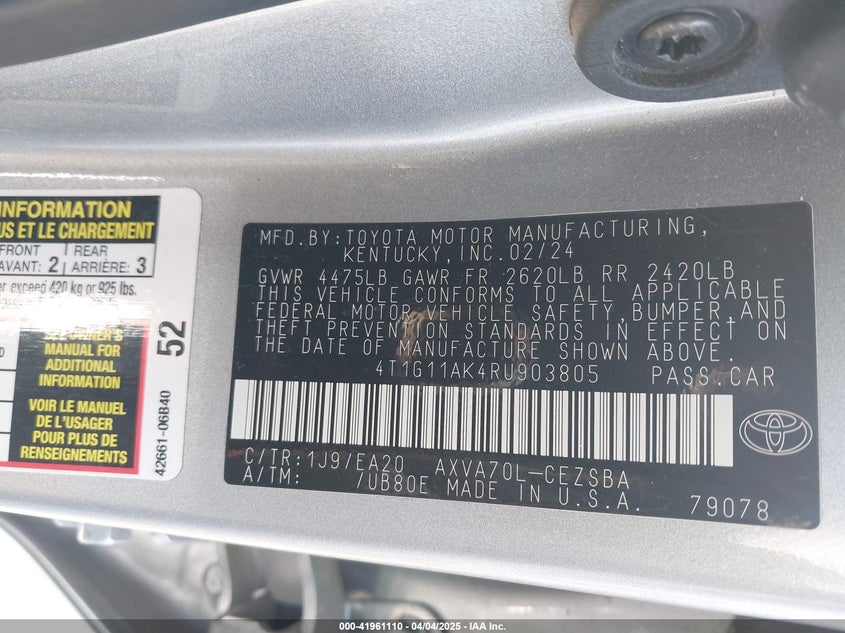 INFORMATION
US ET LE CHARGEMENT
FRONT
AVANT: 2
REAR
ARRIÈRE: 3
exceed 420 kg or 925 lbs.
52
OWNER'S
MANUAL FOR
ADDITIONAL
INFORMATION
VOIR LE MANUEL
DE L'USAGER
POUR PLUS DE
RENSEIGNEMENTS
42661-06B40
MFD.BY:TOYOTA MOTOR MANUFACTURING,
KENTUCKY,INC.02/24
GVWR 4475LB GAWR FR 2620LB RR 2420LB
THIS VEHICLE CONFORMS TO ALL APPLICABLE
FEDERAL MOTOR VEHICLE SAFETY,BUMPER,AND
THEFT PREVENTION STANDARDS IN EFFECT ON
THE DATE OF MANUFACTURE SHOWN ABOVE.
4T1G11AK4RU903805 PASS.CAR
C/TR:1J9/EA20 AXVA70L-CEZSBA
A/TM: /UB80E MADE IN U.S.A.
79078
000-41961110 - 04/04/2025 - IAA Inc.